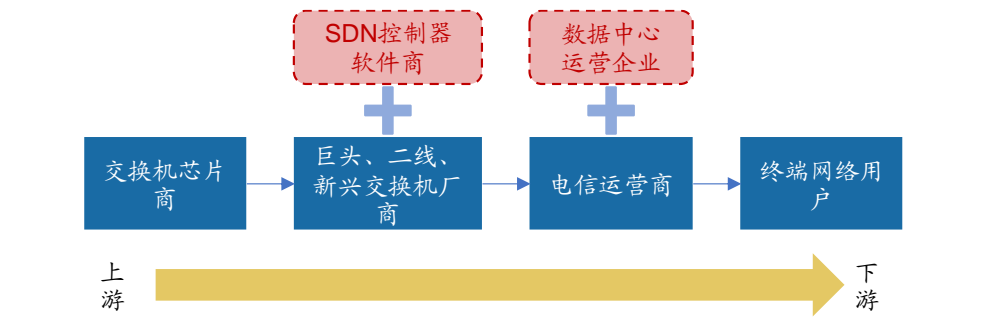 SDN控制器
软件商
数据中心
运营企业
交换机芯片
商
巨头、二线、
新兴交换机厂
商
电信运营商
终端网络用
户
上
游
下
游